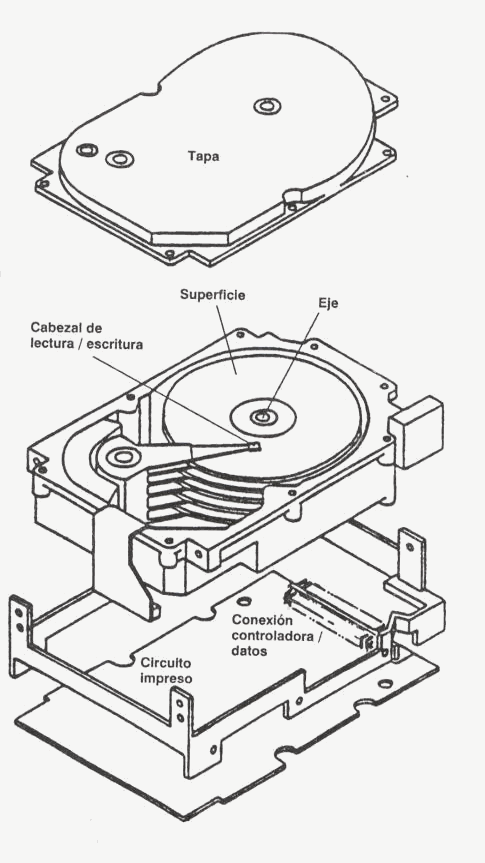 Tapa
Superficie
Eje
Cabezal de
lectura / escritura
Conexión
controladora /
datos
Circuito
impreso